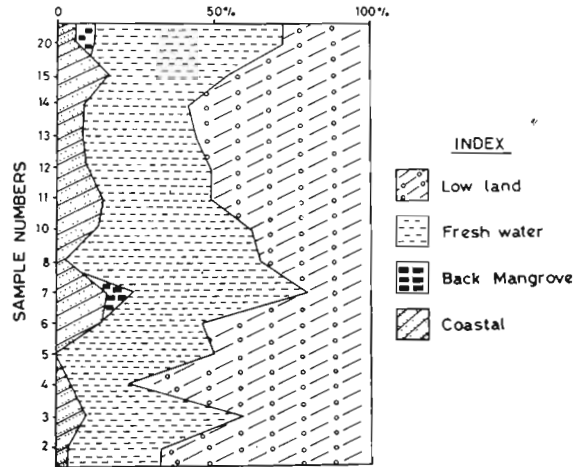 0 50% 100%
20
15
14
13
12
11
10
8
7
6
5
4
3
2
SAMPLE NUMBERS
INDEX
Low land
Fresh water
Back Mangrove
Coastal